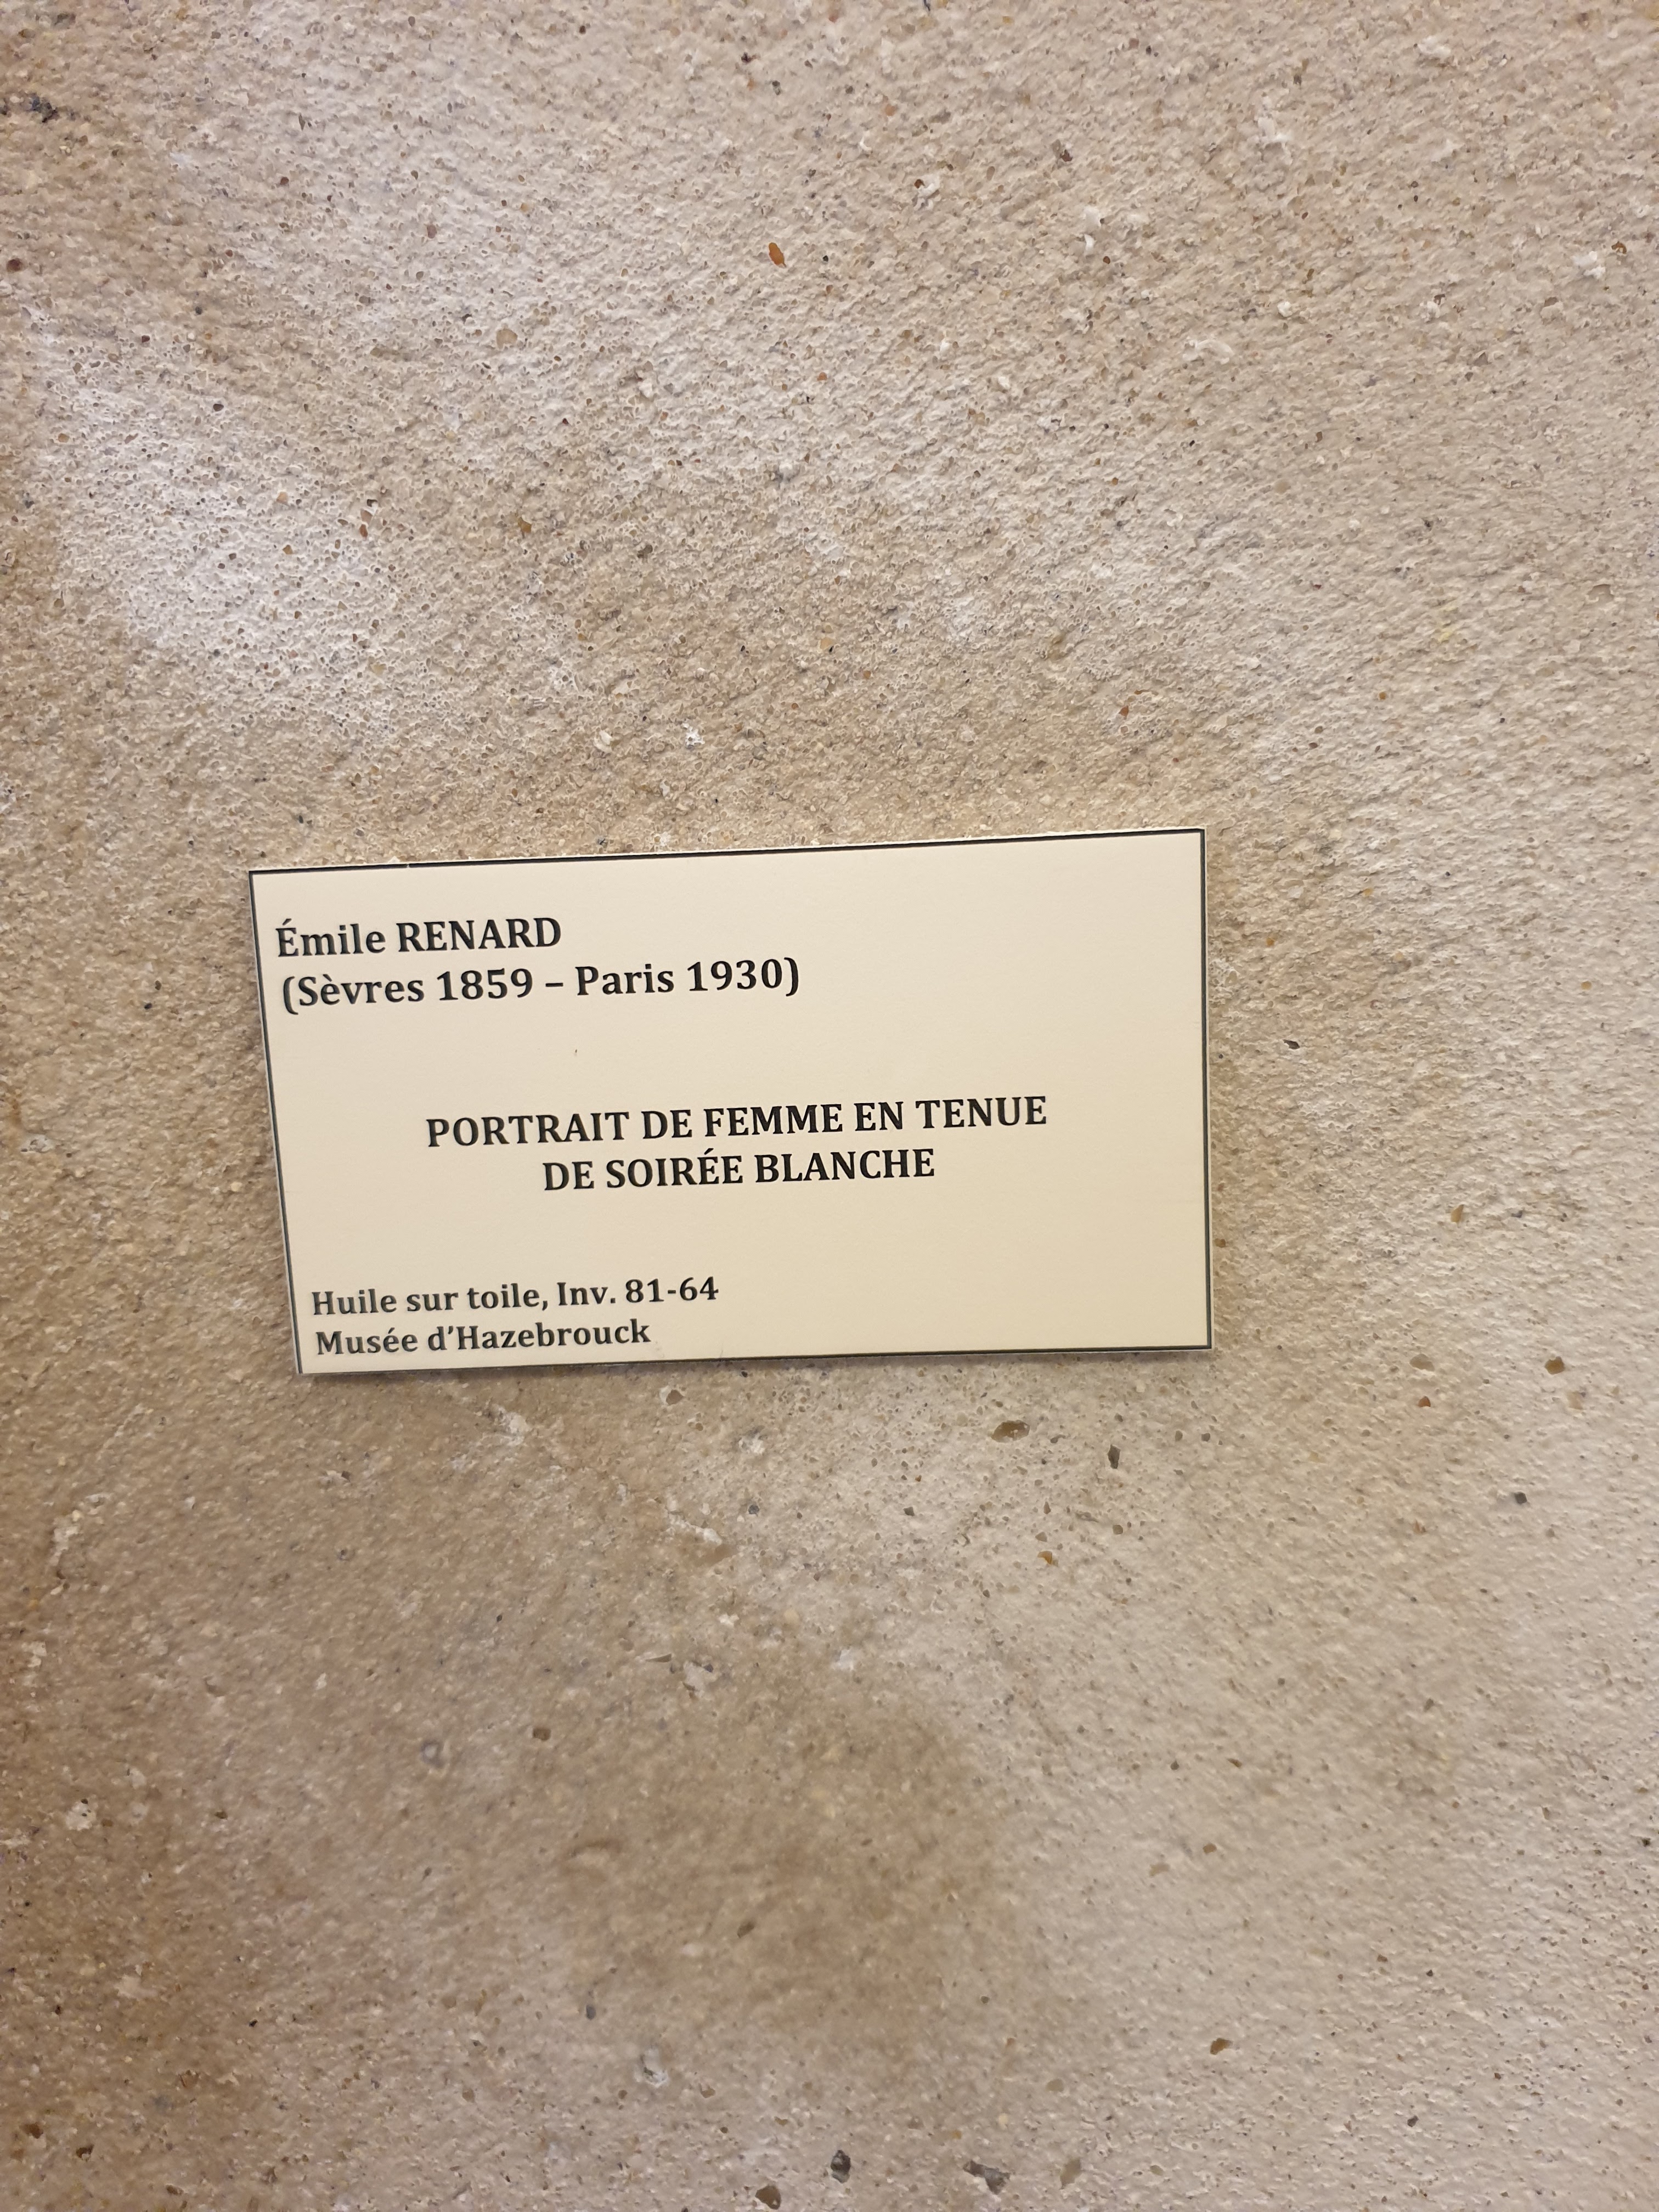 Émile RENARD
(Sèvres 1859 – Paris 1930)
PORTRAIT DE FEMME EN TENUE
DE SOIRÉE BLANCHE
Huile sur toile, Inv. 81-64
Musée d’Hazebrouck